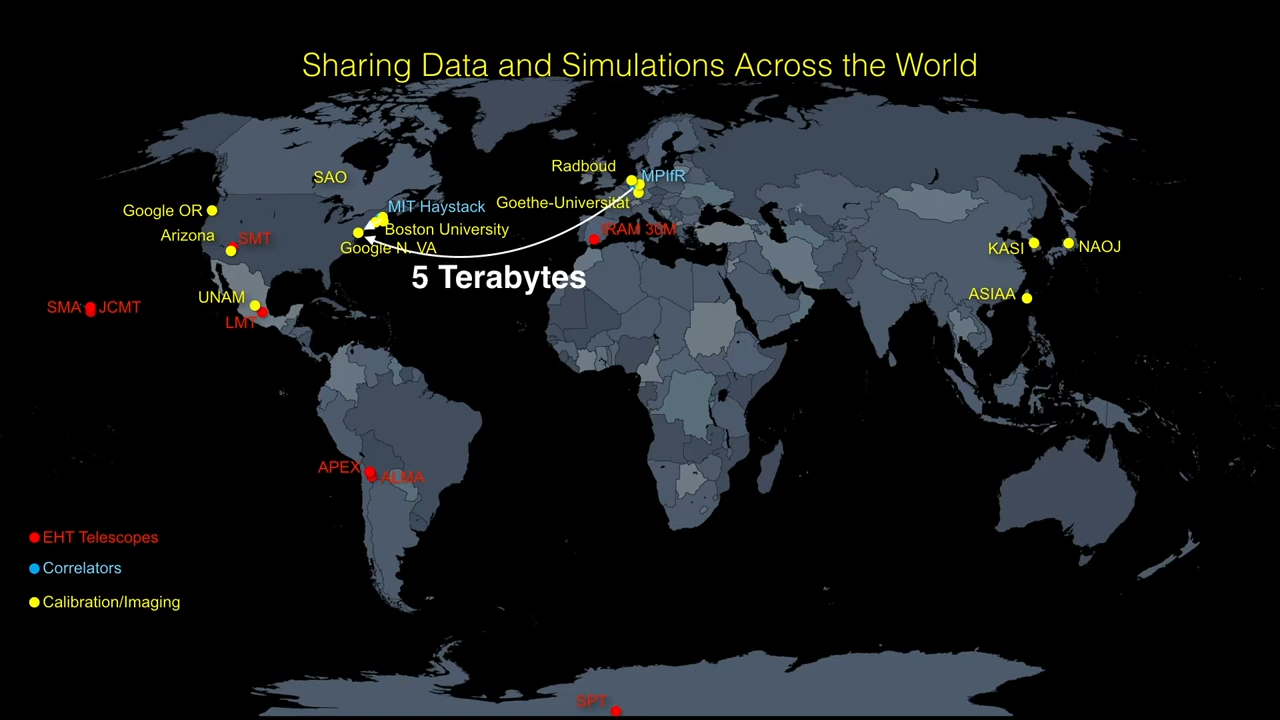 Sharing Data and Simulations Across the World
Radboud
MPIfR
SAO
Goethe-Universitat
MIT Haystack
Google OR
Boston University
IRAM 30M
Arizona
SMT
Google N. VA
KASI
NAOJ
5 Terabytes
ASIAA
UNAM
SMA
JCMT
LMT
APEX
ALMA
EHT Telescopes
Correlators
Calibration/Imaging
SPT